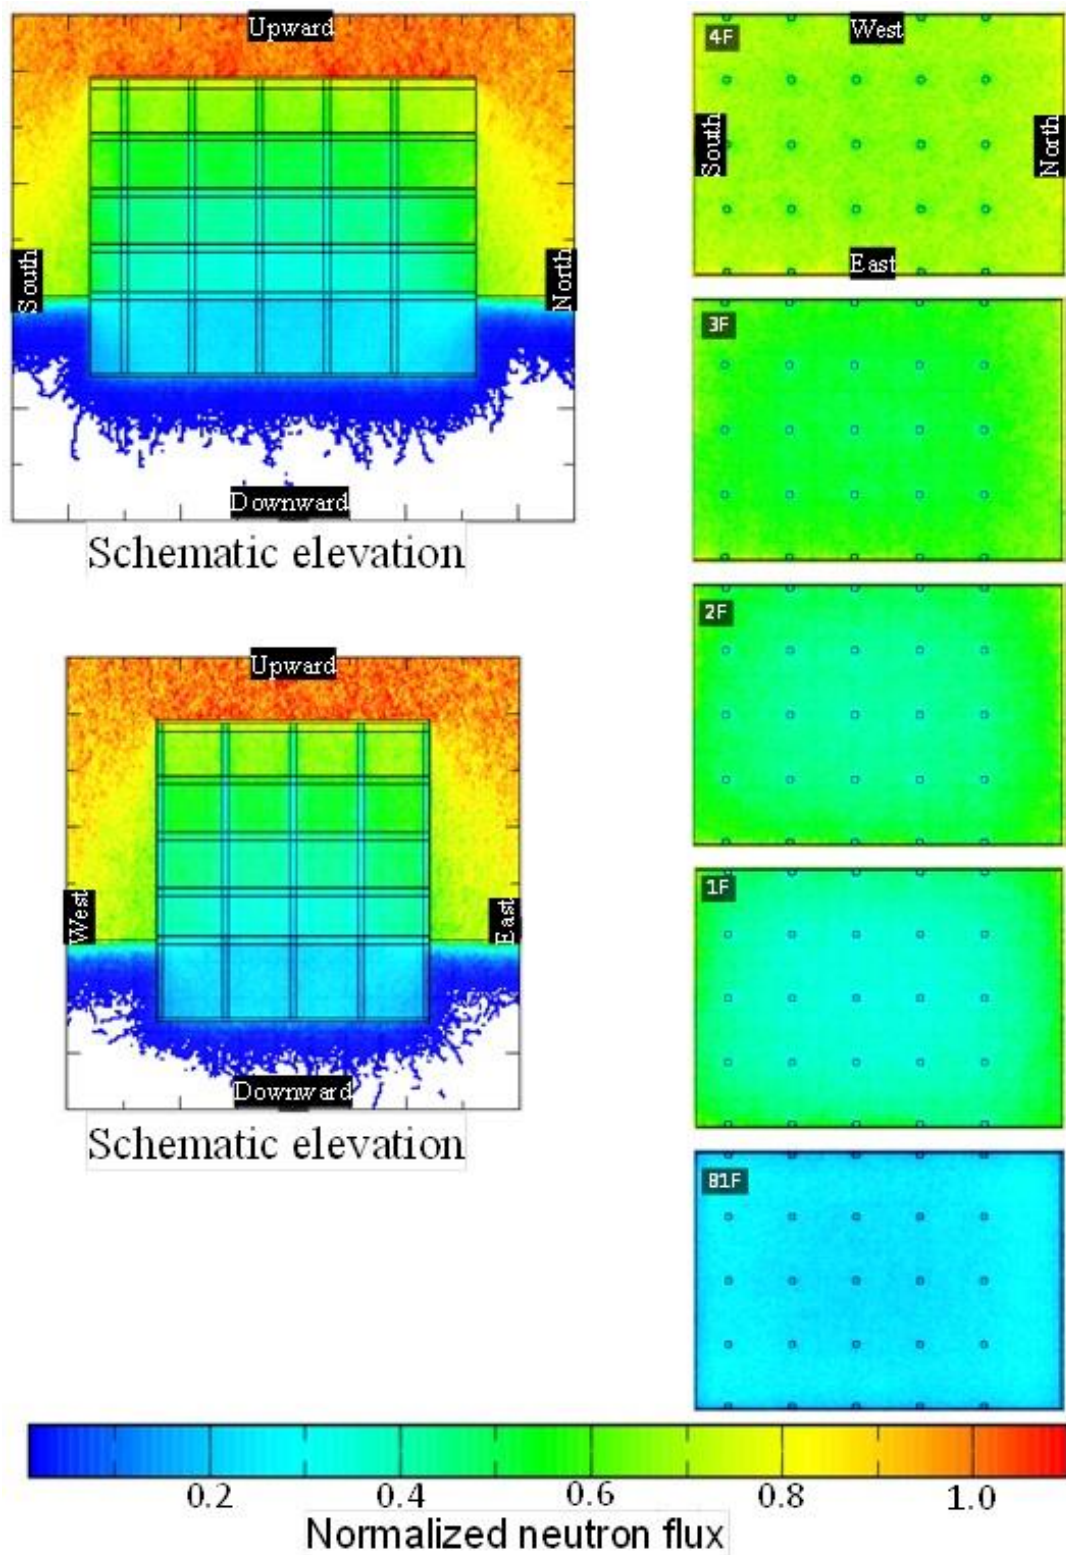 Upward
South
North
Downward
Schematic elevation
Upward
West
East
Downward
Schematic elevation
4F
West
South
North
East
3F
2F
1F
B1F
0.2 0.4 0.6 0.8 1.0
Normalized neutron flux